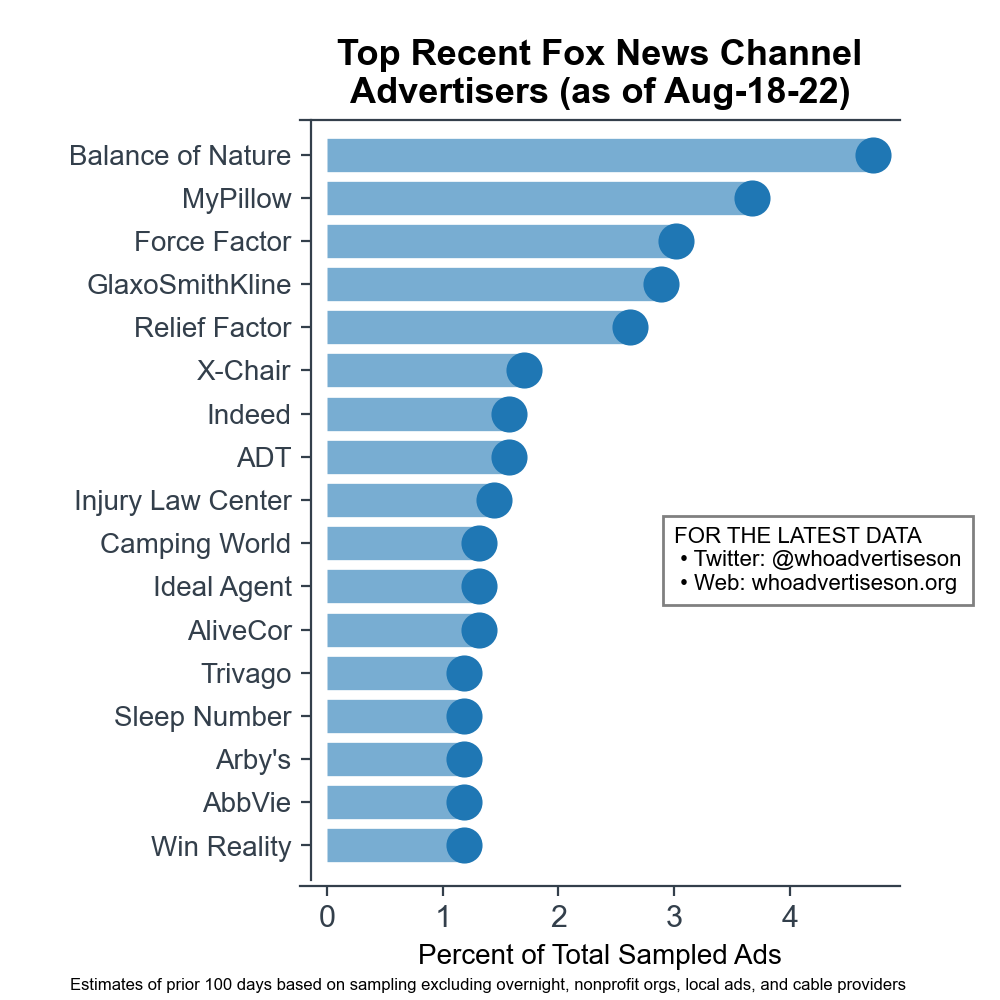 Top Recent Fox News Channel
Advertisers (as of Aug-18-22)
Balance of Nature
MyPillow
Force Factor
GlaxoSmithKline
Relief Factor
X-Chair
Indeed
ADT
Injury Law Center
Camping World
Ideal Agent
AliveCor
Trivago
Sleep Number
Arby's
AbbVie
Win Reality
FOR THE LATEST DATA
• Twitter: @whoadvertiseson
• Web: whoadvertiseson.org
0 1 2 3 4
Percent of Total Sampled Ads
Estimates of prior 100 days based on sampling excluding overnight, nonprofit orgs, local ads, and cable providers